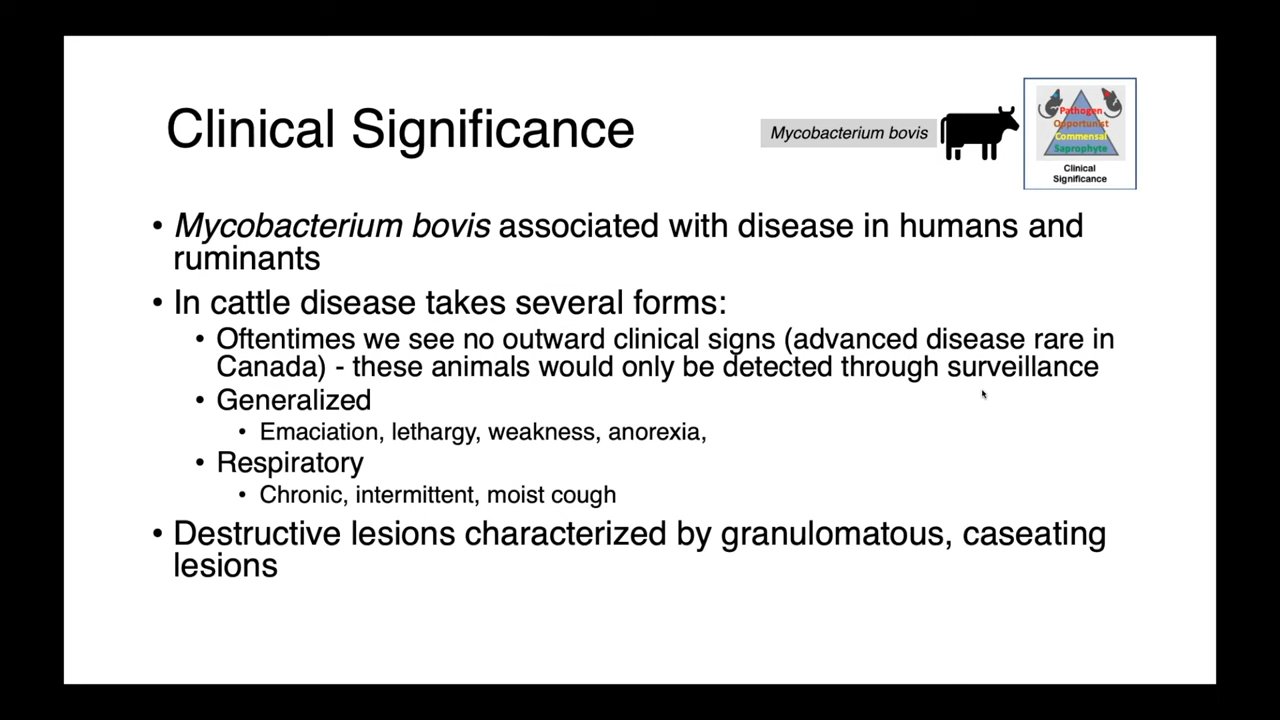 Clinical Significance
Mycobacterium bovis
Pathogen
Opportunist
Commensal
Saprophyte
Clinical
Significance
• Mycobacterium bovis associated with disease in humans and
ruminants
• In cattle disease takes several forms:
• Oftentimes we see no outward clinical signs (advanced disease rare in
Canada) - these animals would only be detected through surveillance
• Generalized
• Emaciation, lethargy, weakness, anorexia,
• Respiratory
• Chronic, intermittent, moist cough
• Destructive lesions characterized by granulomatous, caseating
lesions